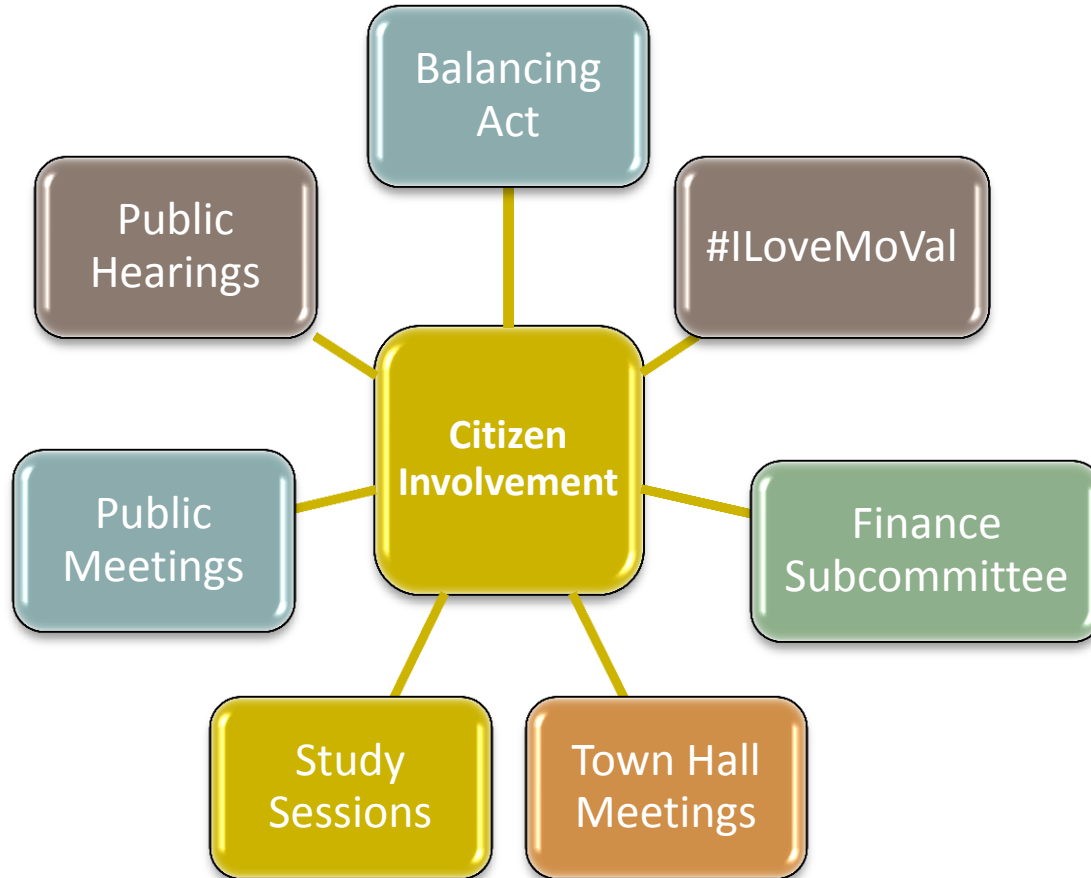 Balancing
Act
Public
Hearings
#ILoveMoVal
Citizen
Involvement
Public
Meetings
Finance
Subcommittee
Study
Sessions
Town Hall
Meetings